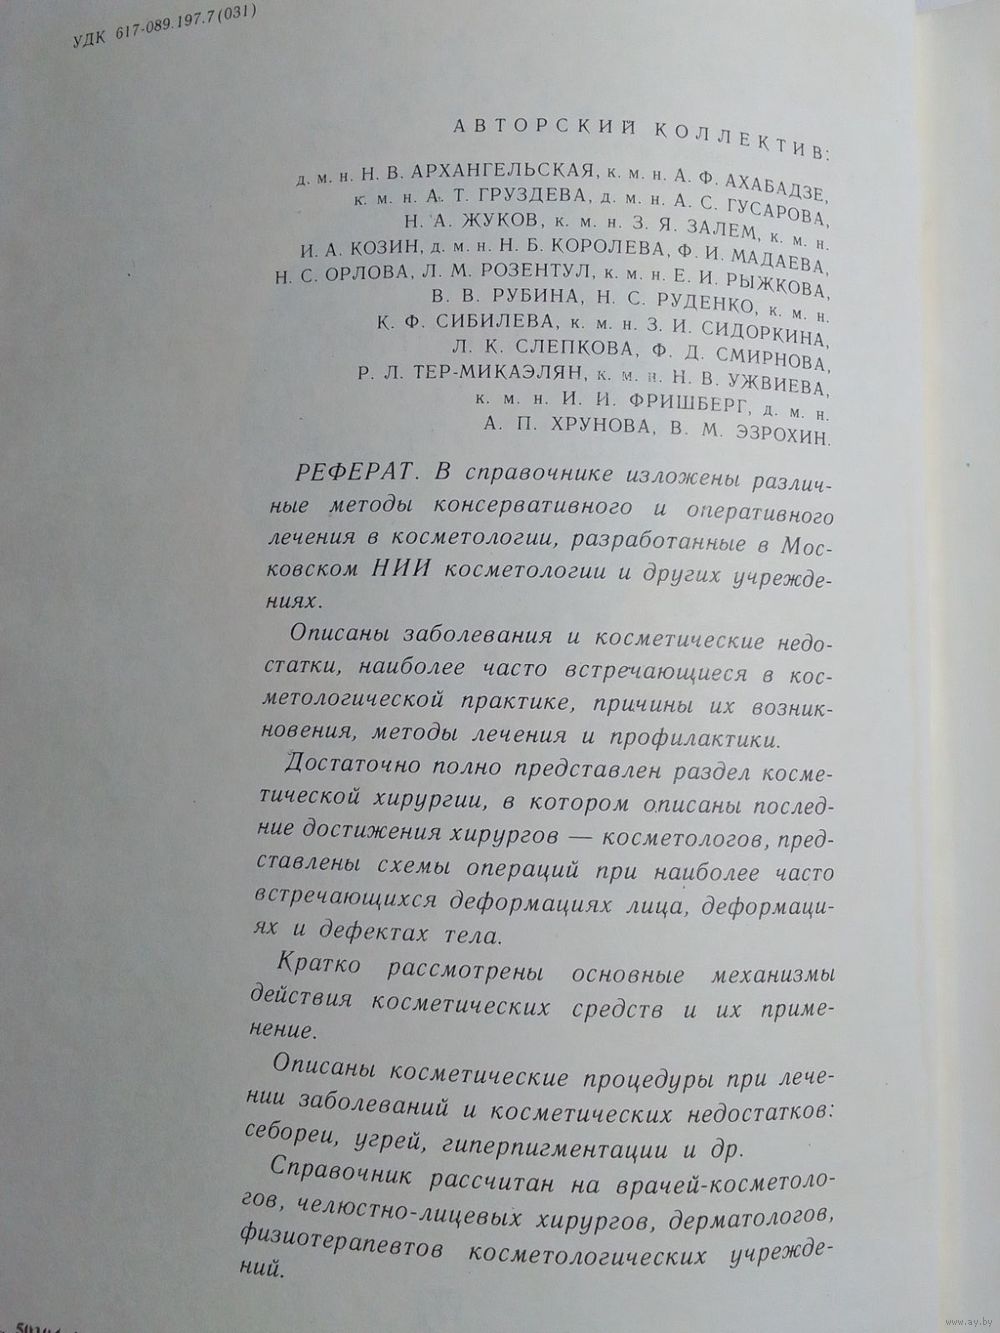 УДК 617-089.197.7(031)
АВТОРСКИЙ КОЛЛЕКТИВ:
д. м. н. Н. В. АРХАНГЕЛЬСКАЯ, к. м. н. А. Ф. АХАБАДЗЕ,
к. м. н. А. Т. ГРУЗДЕВА, д. м. н. А. С. ГУСАРОВА,
Н. А. ЖУКОВ, к. м. н. З. Я. ЗАЛЕМ, к. м. н.
И. А. КОЗИН, д. м. н. Н. Б. КОРОЛЕВА, Ф. И. МАДАЕВА,
Н. С. ОРЛОВА, Л. М. РОЗЕНТУЛ, к. м. н. Е. И. РЫЖКОВА,
В. В. РУБИНА, Н. С. РУДЕНКО, к. м. н.
К. Ф. СИБИЛЕВА, к. м. н. З. И. СИДОРКИНА,
Л. К. СЛЕПКОВА, Ф. Д. СМИРНОВА,
Р. Л. ТЕР-МИКАЭЛЯН, к. м. н. Н. В. УЖВИЕВА,
к. м. н. И. И. ФРИШБЕРГ, д. м. н.
А. П. ХРУНОВА, В. М. ЭЗРОХИН.
РЕФЕРАТ. В справочнике изложены различ-
ные методы консервативного и оперативного
лечения в косметологии, разработанные в Мос-
ковском НИИ косметологии и других учрежде-
ниях.
Описаны заболевания и косметические недо-
статки, наиболее часто встречающиеся в кос-
метологической практике, причины их возник-
новения, методы лечения и профилактики.
Достаточно полно представлен раздел косме-
тической хирургии, в котором описаны послед-
ние достижения хирургов — косметологов, пред-
ставлены схемы операций при наиболее часто
встречающихся деформациях лица, деформаци-
ях и дефектах тела.
Кратко рассмотрены основные механизмы
действия косметических средств и их приме-
нение.
Описаны косметические процедуры при лече-
нии заболеваний и косметических недостатков:
себореи, угрей, гиперпигментации и др.
Справочник рассчитан на врачей-косметоло-
гов, челюстно-лицевых хирургов, дерматологов,
физиотерапевтов косметологических учрежде-
ний.
www.ay.by